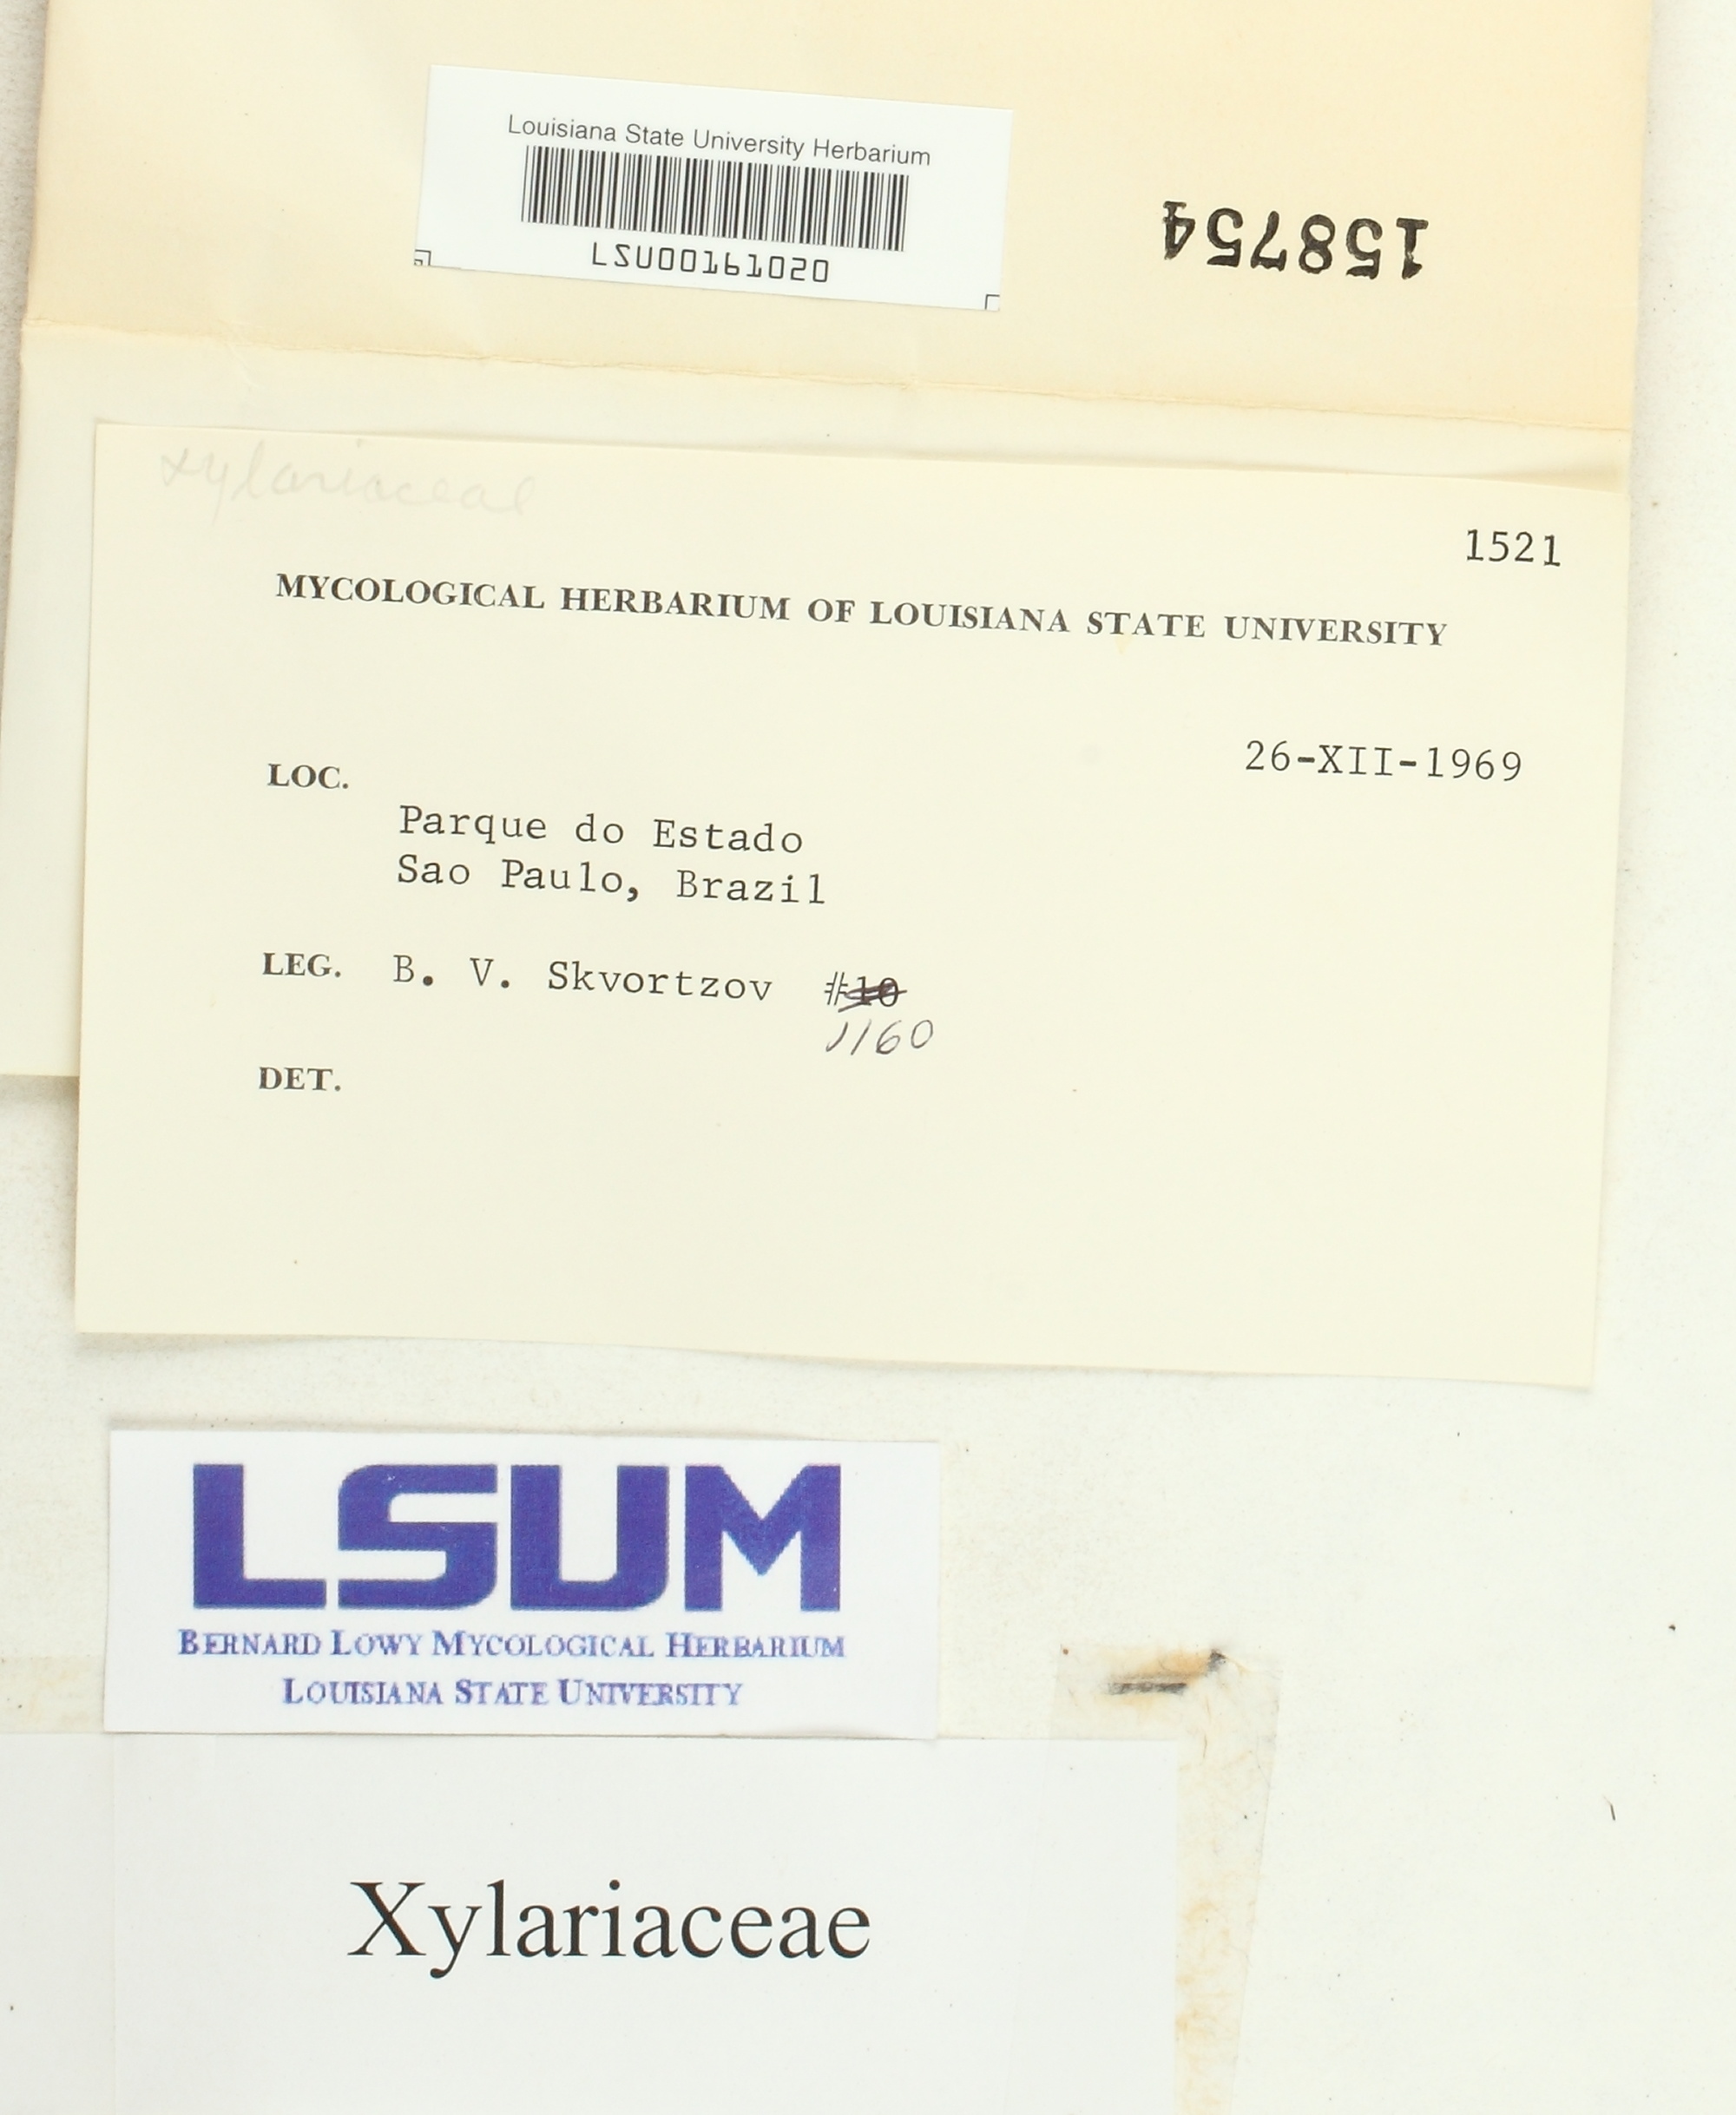 Louisiana State University Herbarium
LSU00161020
158754
Xylariaceae
1521
MYCOLOGICAL HERBARIUM OF LOUISIANA STATE UNIVERSITY
26-XII-1969
LOC.
Parque do Estado
Sao Paulo, Brazil
LEG. B. V. Skvortzov #10
1160
DET.
LSUM
BERNARD LOWY MYCOLOGICAL HERBARIUM
LOUISIANA STATE UNIVERSITY
Xylariaceae